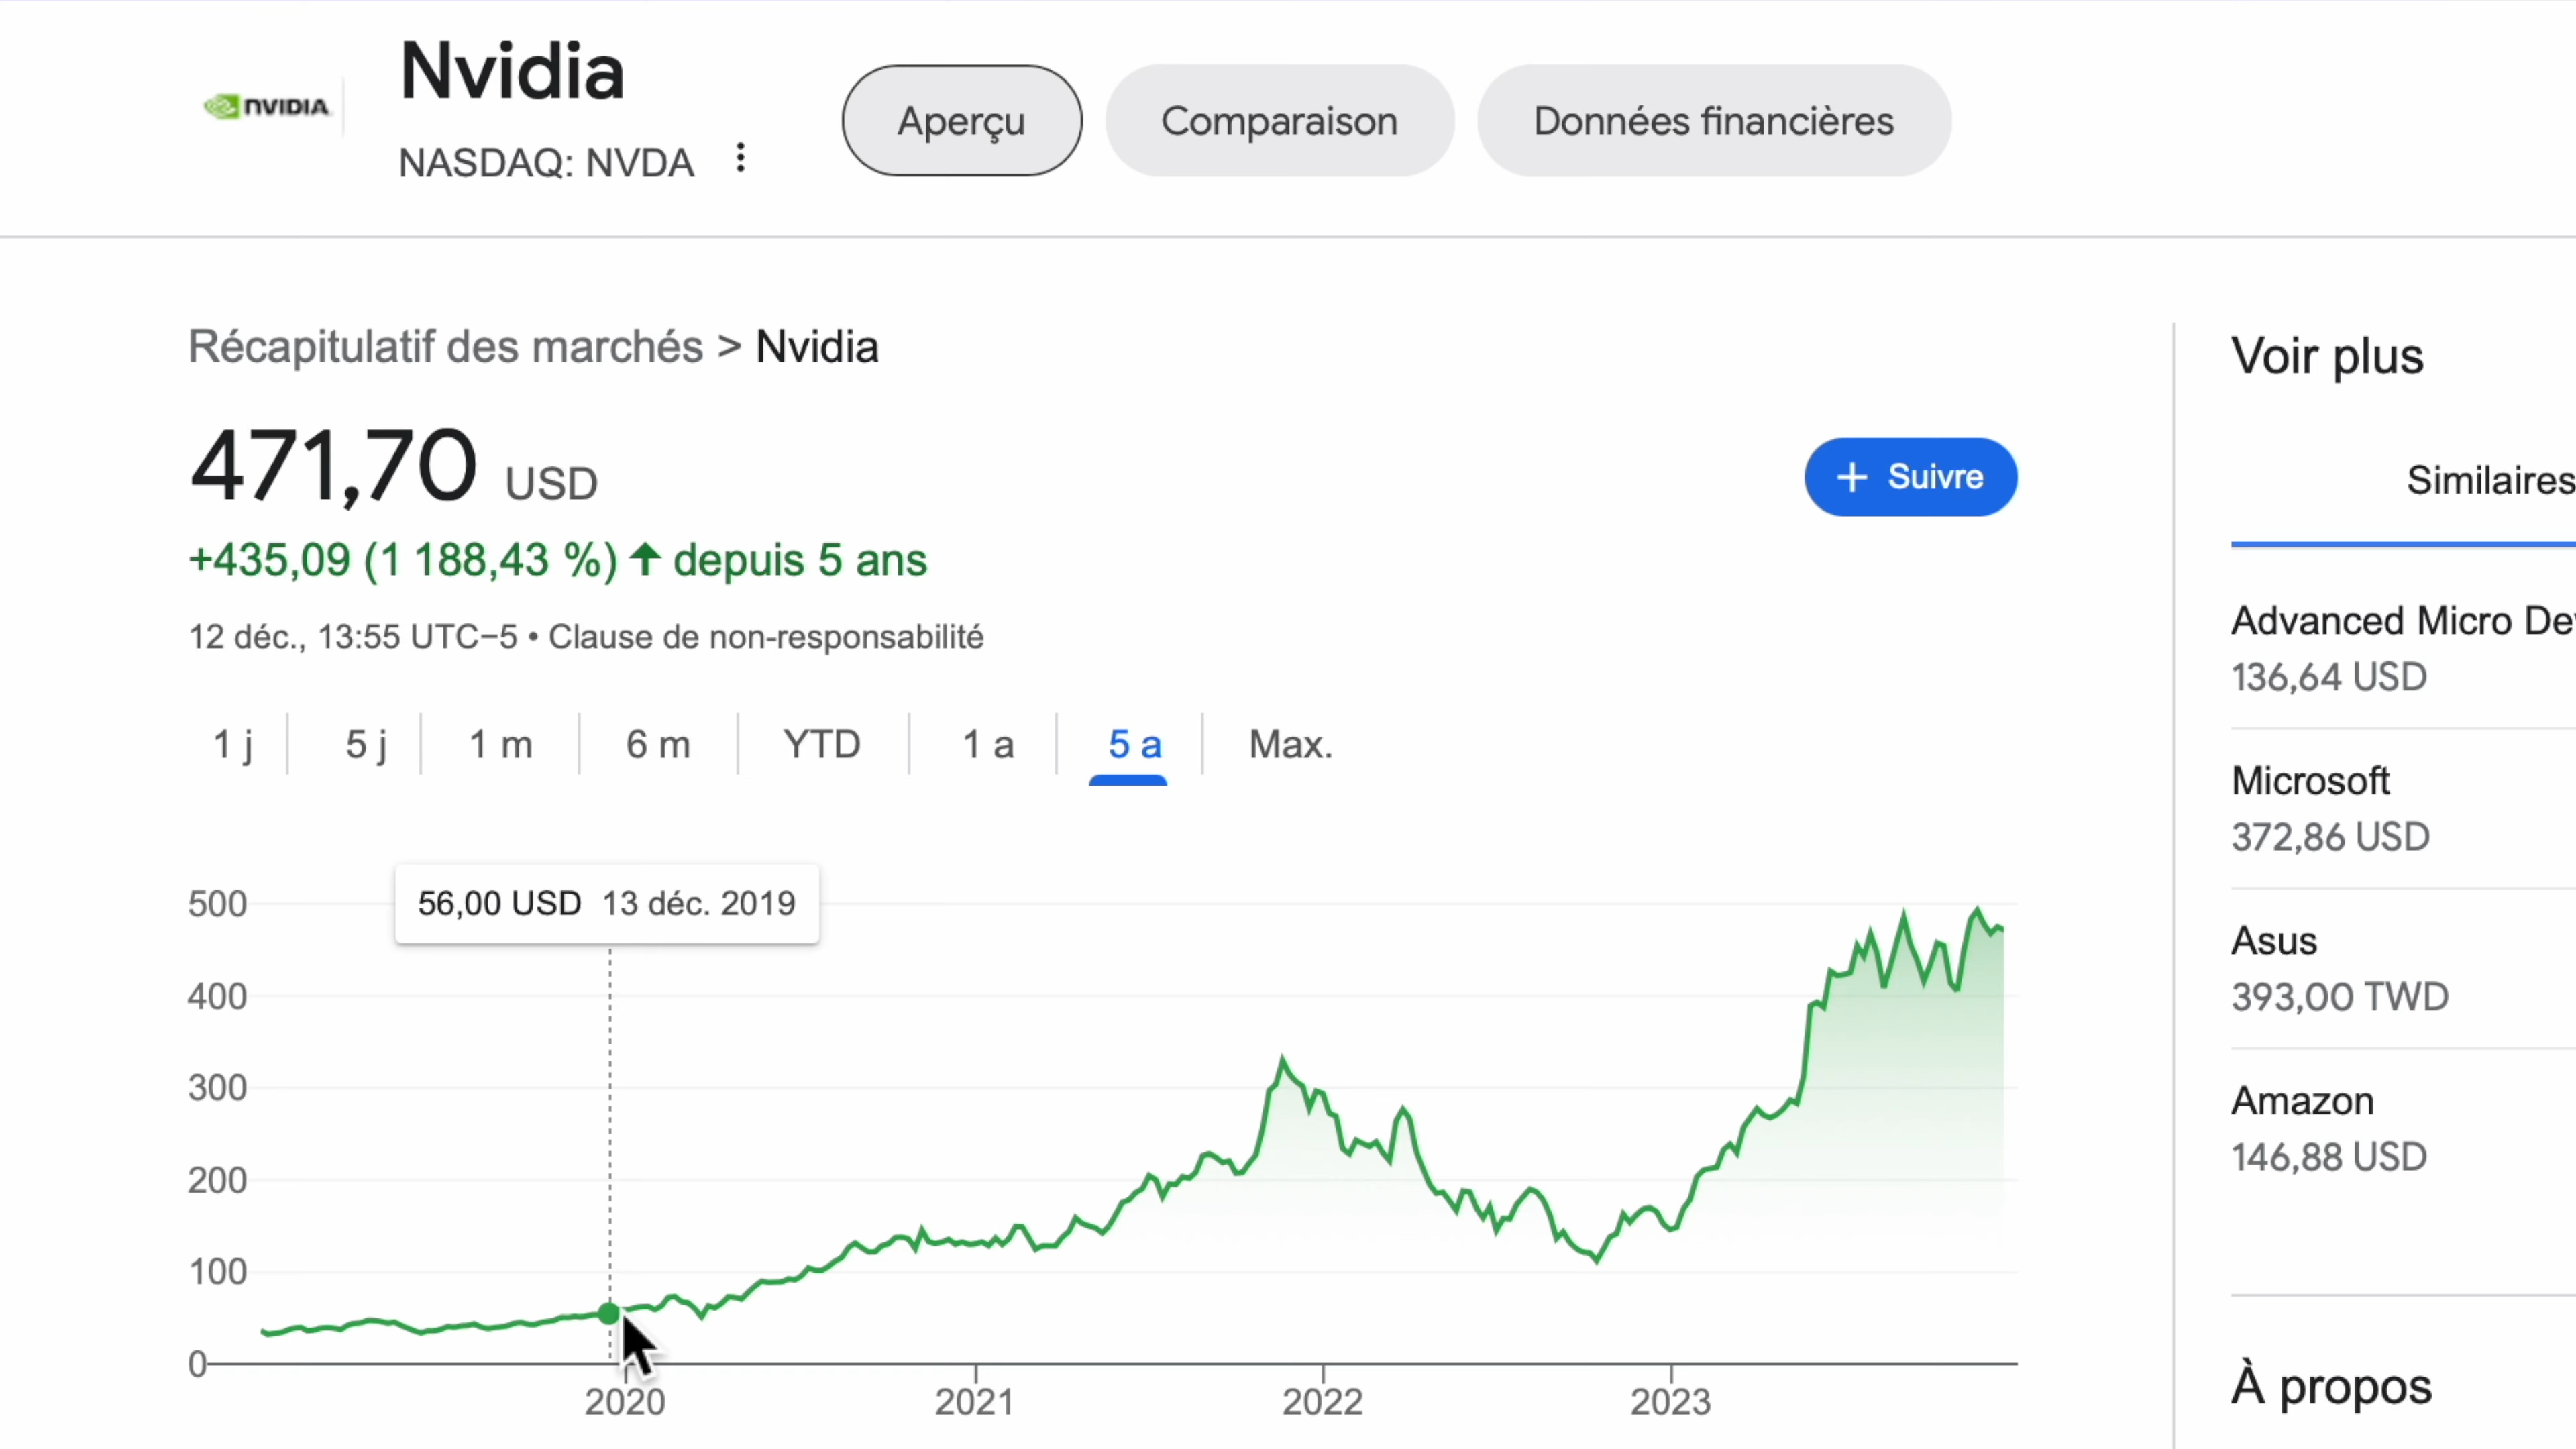 Nvidia
NVIDIA
NASDAQ: NVDA
Aperçu
Comparaison
Données financières
Récapitulatif des marchés > Nvidia
471,70 USD
+ Suivre
+435,09 (1 188,43 %) ↑ depuis 5 ans
12 déc., 13:55 UTC−5 • Clause de non-responsabilité
1 j
5 j
1 m
6 m
YTD
1 a
5 a
Max.
56,00 USD 13 déc. 2019
500
400
300
200
100
0
2020
2021
2022
2023
Voir plus
Similaires
Advanced Micro De
136,64 USD
Microsoft
372,86 USD
Asus
393,00 TWD
Amazon
146,88 USD
À propos